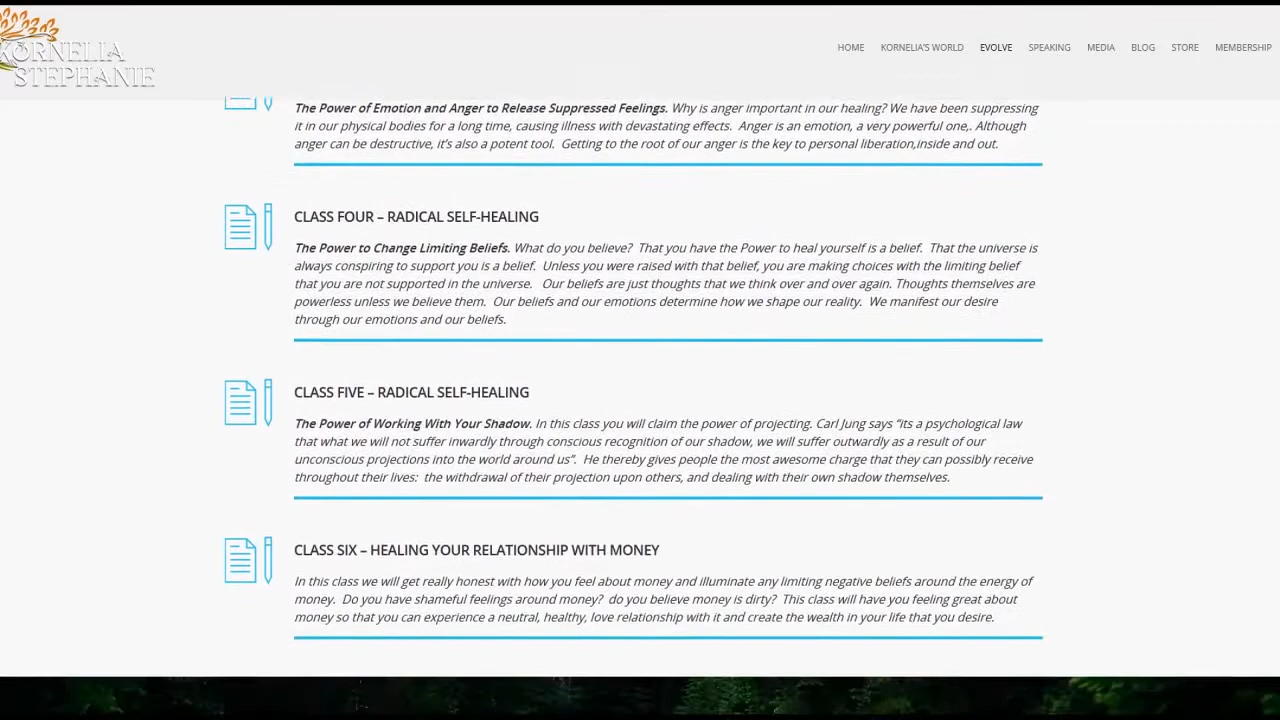 KORNELIA
STEPHANIE
HOME KORNELIA'S WORLD EVOLVE SPEAKING MEDIA BLOG STORE MEMBERSHIP
The Power of Emotion and Anger to Release Suppressed Feelings. Why is anger important in our healing? We have been suppressing
it in our physical bodies for a long time, causing illness with devastating effects. Anger is an emotion, a very powerful one,. Although
anger can be destructive, it's also a potent tool. Getting to the root of our anger is the key to personal liberation,inside and out.
CLASS FOUR – RADICAL SELF-HEALING
The Power to Change Limiting Beliefs. What do you believe? That you have the Power to heal yourself is a belief. That the universe is
always conspiring to support you is a belief. Unless you were raised with that belief, you are making choices with the limiting belief
that you are not supported in the universe. Our beliefs are just thoughts that we think over and over again. Thoughts themselves are
powerless unless we believe them. Our beliefs and our emotions determine how we shape our reality. We manifest our desire
through our emotions and our beliefs.
CLASS FIVE – RADICAL SELF-HEALING
The Power of Working With Your Shadow. In this class you will claim the power of projecting. Carl Jung says “its a psychological law
that what we will not suffer inwardly through conscious recognition of our shadow, we will suffer outwardly as a result of our
unconscious projections into the world around us”. He thereby gives people the most awesome charge that they can possibly receive
throughout their lives: the withdrawal of their projection upon others, and dealing with their own shadow themselves.
CLASS SIX – HEALING YOUR RELATIONSHIP WITH MONEY
In this class we will get really honest with how you feel about money and illuminate any limiting negative beliefs around the energy of
money. Do you have shameful feelings around money? do you believe money is dirty? This class will have you feeling great about
money so that you can experience a neutral, healthy, love relationship with it and create the wealth in your life that you desire.